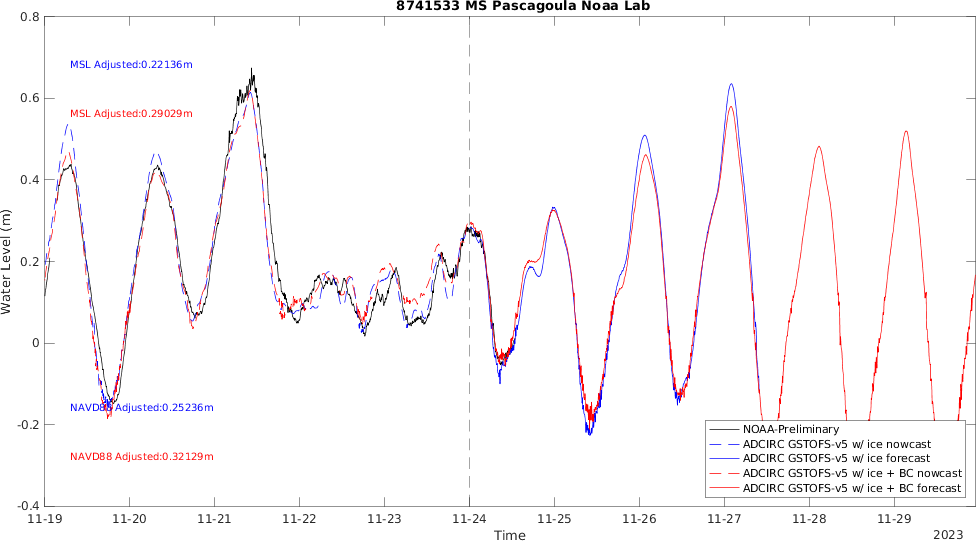 8741533 MS Pascagoula Noaa Lab
0.8
0.6
0.4
0.2
0
-0.2
-0.4
Water Level (m)
MSL Adjusted:0.22136m
MSL Adjusted:0.29029m
NAVD88 Adjusted:0.25236m
NAVD88 Adjusted:0.32129m
NOAA-Preliminary
ADCIRC GSTOFS-v5 w/ ice nowcast
ADCIRC GSTOFS-v5 w/ ice forecast
ADCIRC GSTOFS-v5 w/ ice + BC nowcast
ADCIRC GSTOFS-v5 w/ ice + BC forecast
11-19 11-20 11-21 11-22 11-23 11-24 11-25 11-26 11-27 11-28 11-29
Time
2023